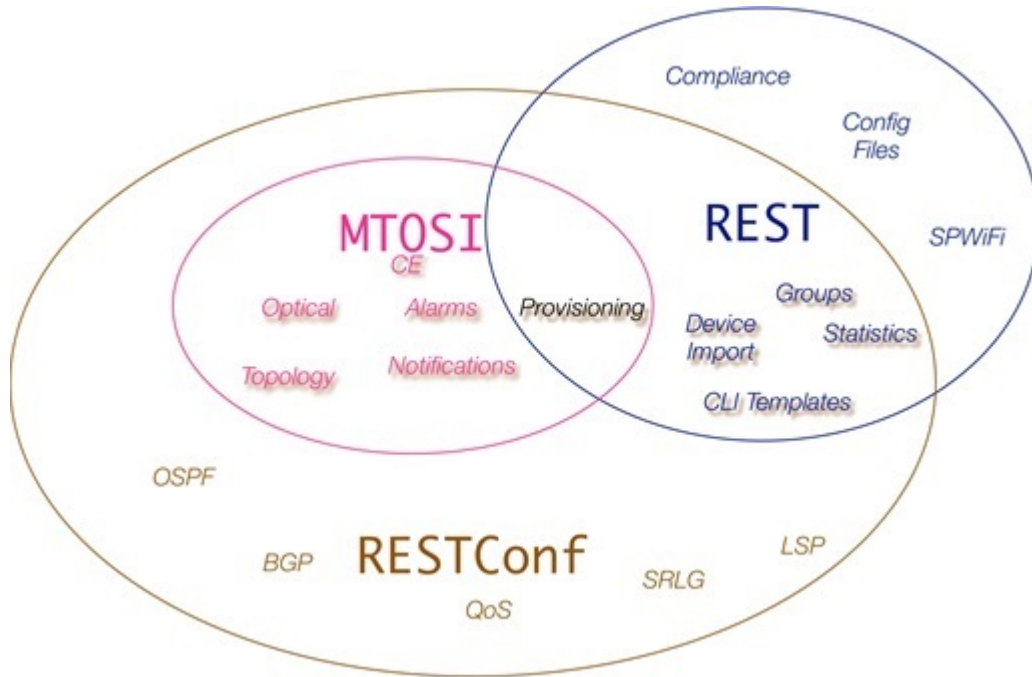 Compliance
Config
Files
MTOSI
REST
SPWiFi
CE
Groups
Optical
Alarms
Provisioning
Device
Import
Statistics
Topology
Notifications
CLI Templates
OSPF
BGP
RESTConf
LSP
SRLG
QoS